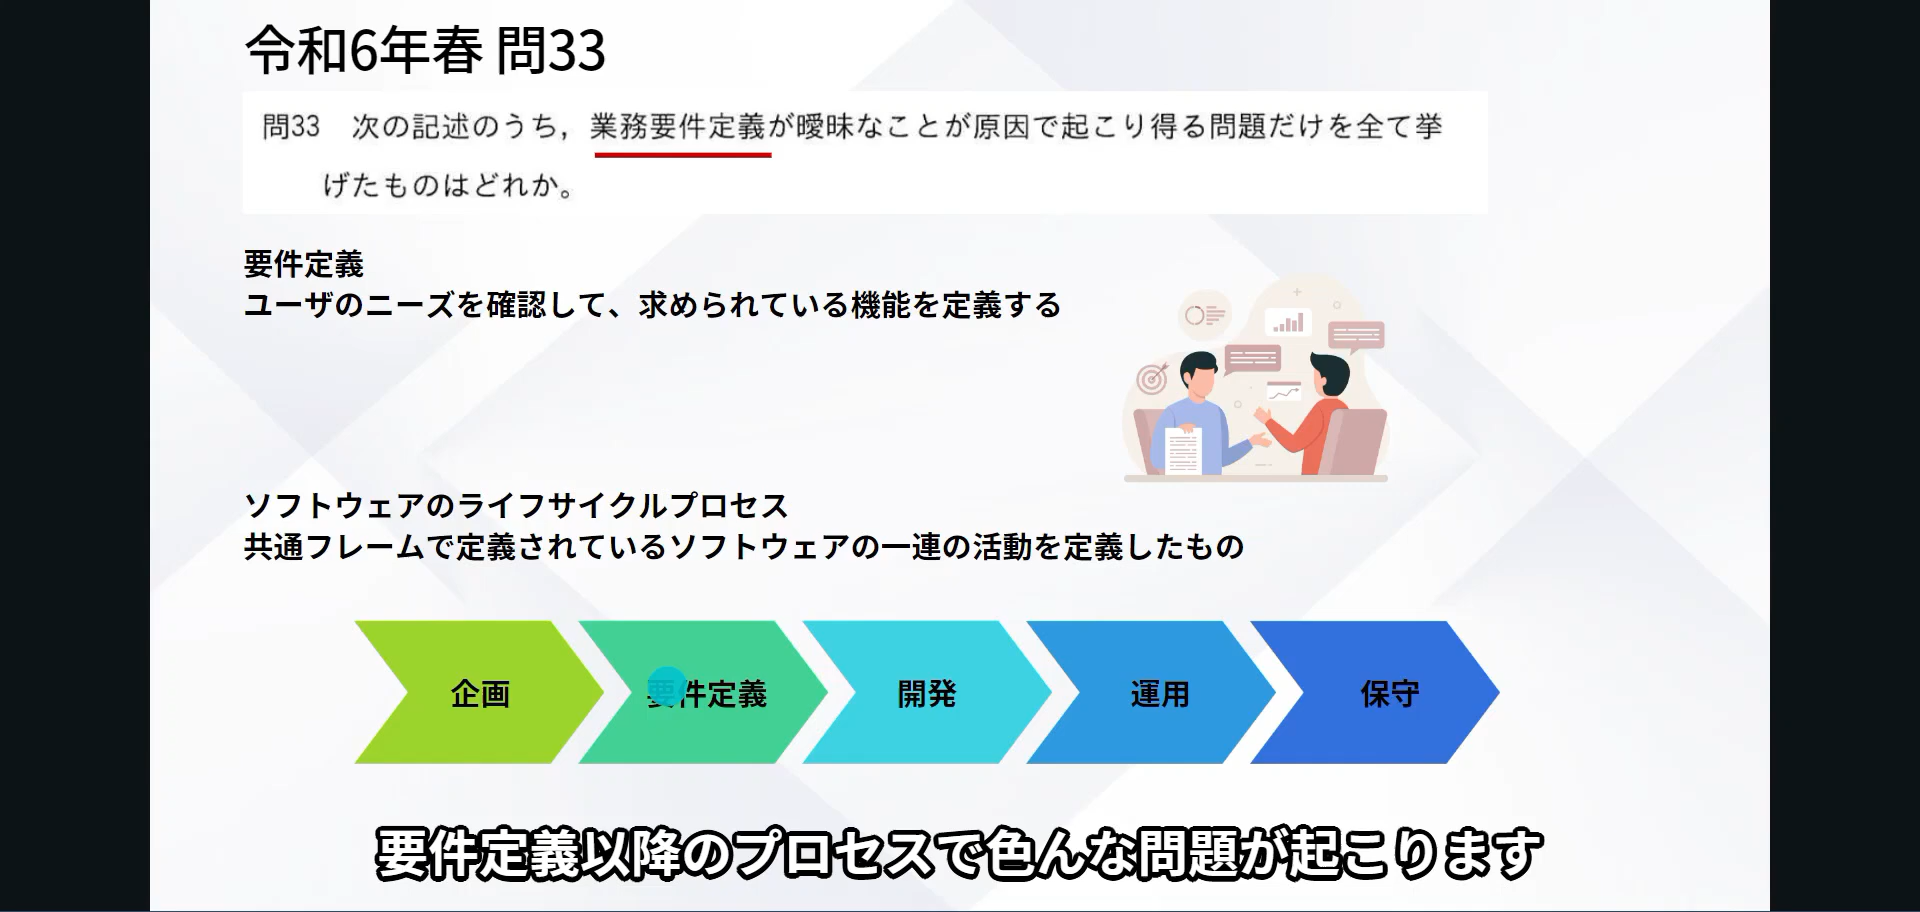 令和6年春 問33
問33　次の記述のうち，業務要件定義が曖昧なことが原因で起こり得る問題だけを全て挙
げたものはどれか。
要件定義
ユーザのニーズを確認して、求められている機能を定義する
ソフトウェアのライフサイクルプロセス
共通フレームで定義されているソフトウェアの一連の活動を定義したもの
企画
要件定義
開発
運用
保守
要件定義以降のプロセスで色んな問題が起こります